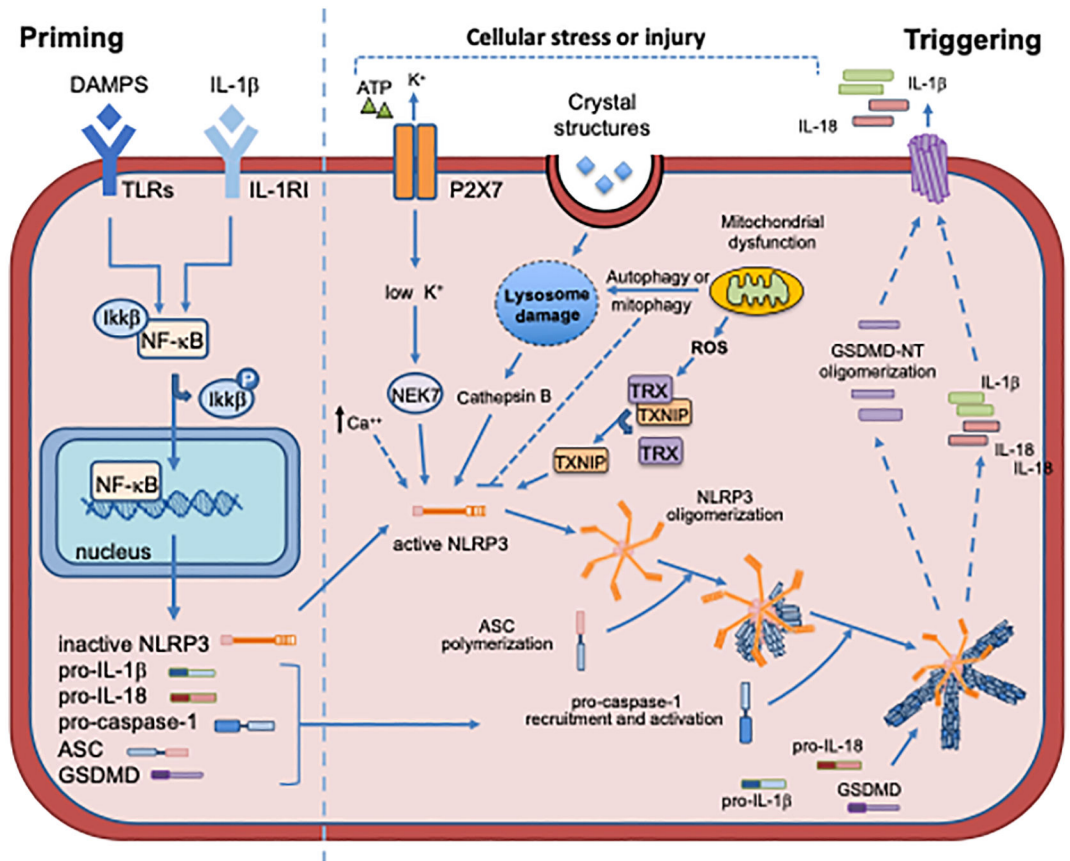 Priming
Cellular stress or injury
Triggering
DAMPS
IL-1β
ATP
K⁺
Crystal
structures
IL-1β
IL-18
TLRs
IL-1RI
P2X7
Mitochondrial
dysfunction
low K⁺
Lysosome
damage
Autophagy or
mitophagy
Ikkβ
NF-κB
P
Ikkβ
ROS
GSDMD-NT
oligomerization
NEK7
Cathepsin B
TRX
TXNIP
IL-1β
Ca⁺⁺
TRX
TXNIP
IL-18
IL-18
NF-κB
nucleus
active NLRP3
NLRP3
oligomerization
ASC
polymerization
inactive NLRP3
pro-IL-1β
pro-IL-18
pro-caspase-1
ASC
GSDMD
pro-caspase-1
recruitment and activation
pro-IL-18
pro-IL-1β
GSDMD